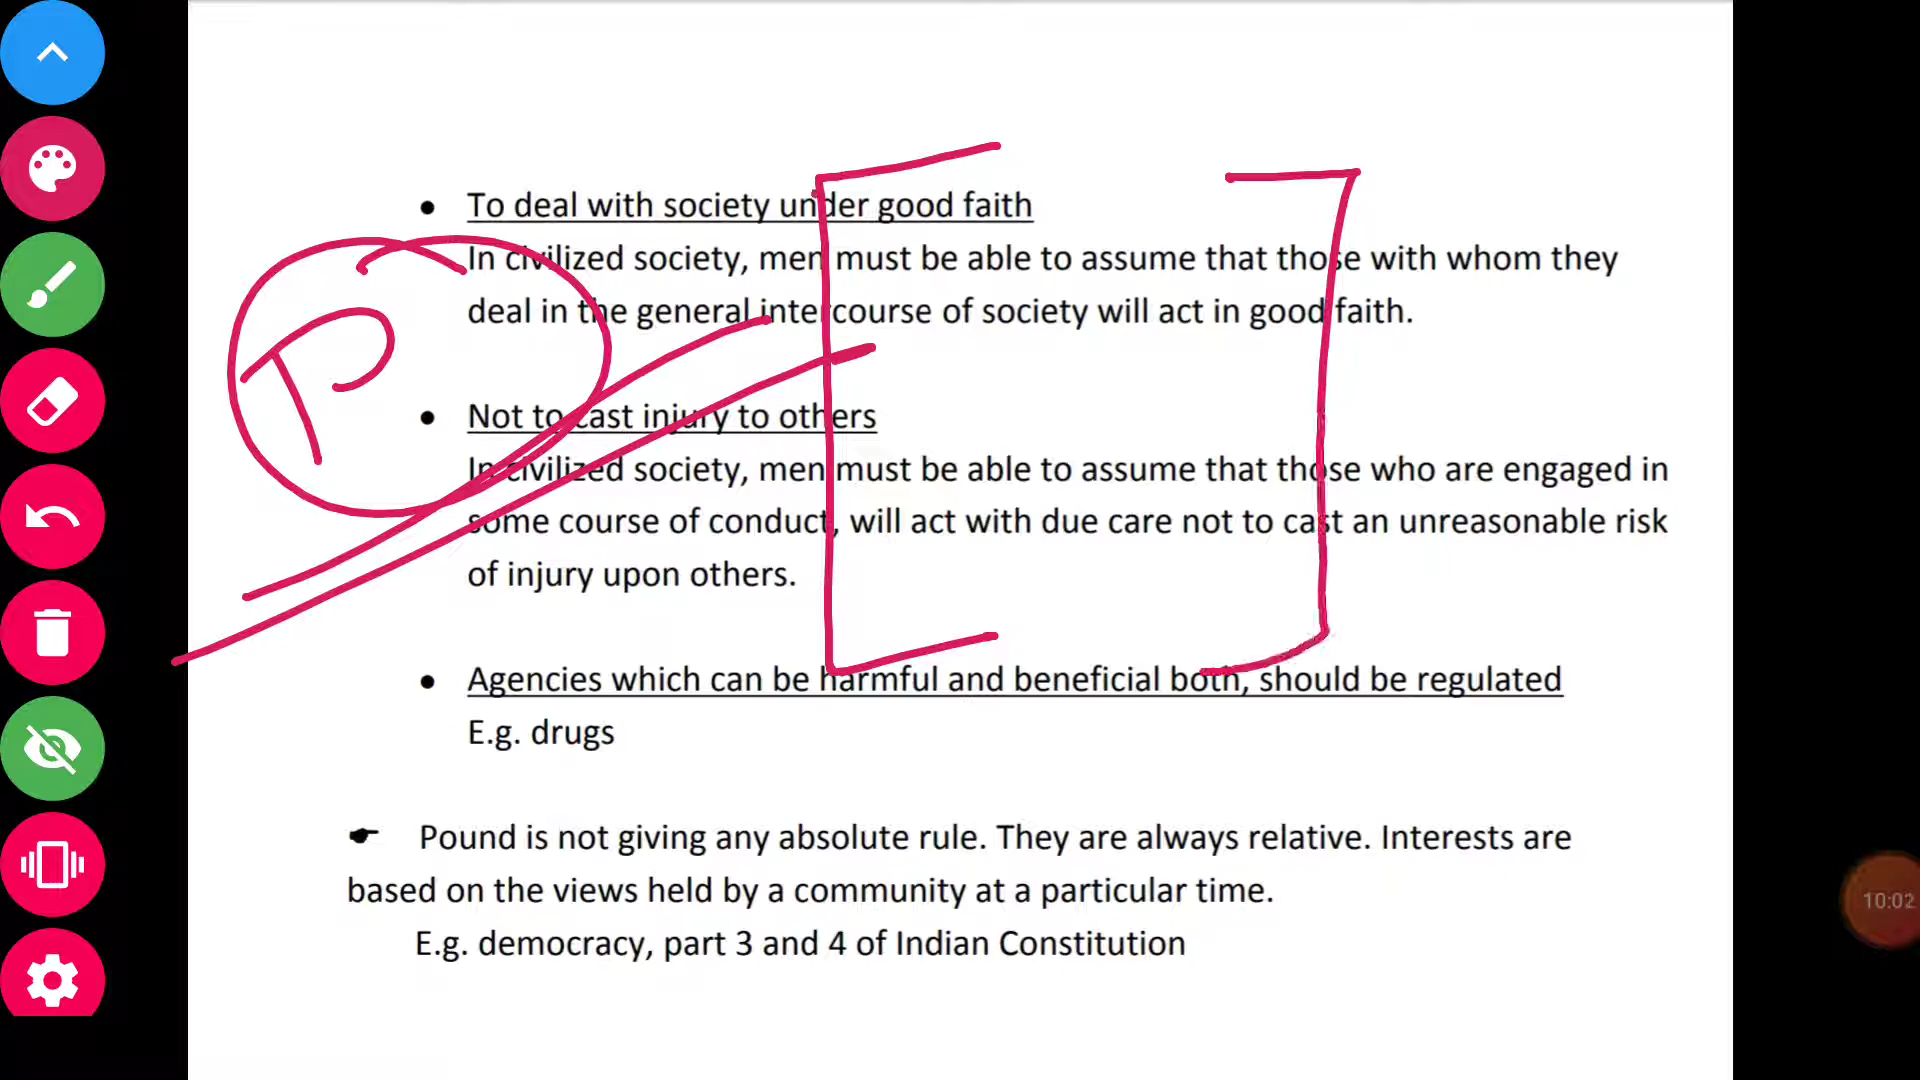 • To deal with society under good faith
In civilized society, men must be able to assume that those with whom they
deal in the general intercourse of society will act in good faith.
P
• Not to cast injury to others
In civilized society, men must be able to assume that those who are engaged in
some course of conduct, will act with due care not to cast an unreasonable risk
of injury upon others.
• Agencies which can be harmful and beneficial both, should be regulated
E.g. drugs
☛ Pound is not giving any absolute rule. They are always relative. Interests are
based on the views held by a community at a particular time.
E.g. democracy, part 3 and 4 of Indian Constitution
10:02